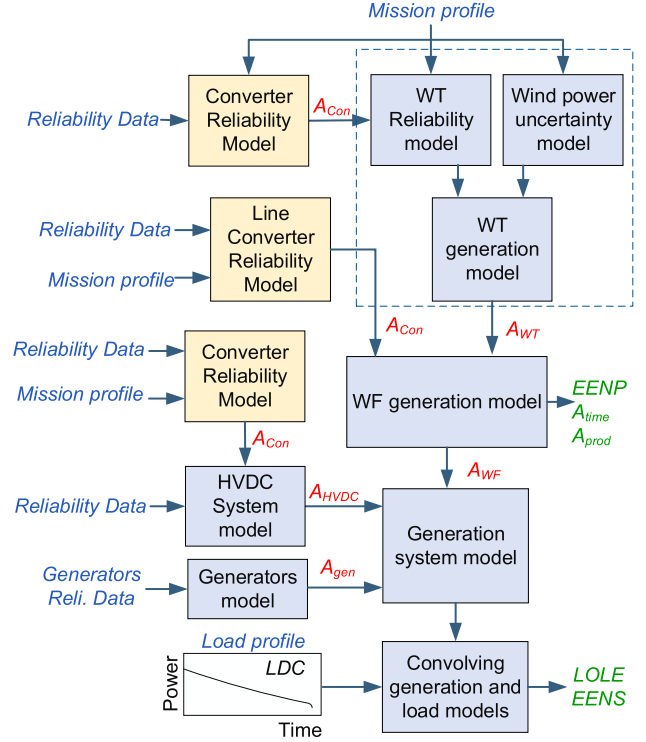 Mission profile
Converter
Reliability
Model
Reliability Data
A_Con
WT
Reliability
model
Wind power
uncertainty
model
WT
generation
model
Line
Converter
Reliability
Model
Reliability Data
Mission profile
A_Con
A_WT
Converter
Reliability
Model
Reliability Data
Mission profile
WF generation model
EENP
A_time
A_prod
A_Con
A_WF
HVDC
System
model
Reliability Data
A_HVDC
Generation
system model
Generators
Reli. Data
Generators
model
A_gen
Load profile
Power
LDC
Time
Convolving
generation and
load models
LOLE
EENS